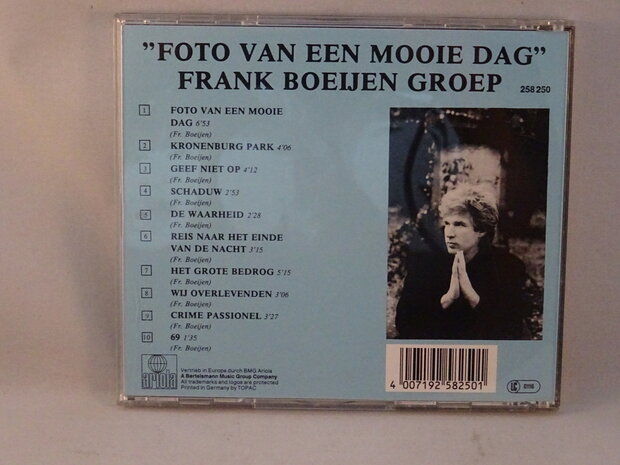 "FOTO VAN EEN MOOIE DAG"
FRANK BOEIJEN GROEP
258 250
1 FOTO VAN EEN MOOIE
DAG 6'53
(Fr. Boeijen)
2 KRONENBURG PARK 4'06
(Fr. Boeijen)
3 GEEF NIET OP 4'12
(Fr. Boeijen)
4 SCHADUW 2'53
(Fr. Boeijen)
5 DE WAARHEID 2'28
(Fr. Boeijen)
6 REIS NAAR HET EINDE
VAN DE NACHT 3'15
(Fr. Boeijen)
7 HET GROTE BEDROG 5'15
(Fr. Boeijen)
8 WIJ OVERLEVENDEN 3'06
(Fr. Boeijen)
9 CRIME PASSIONEL 3'27
(Fr. Boeijen)
10 69 1'35
(Fr. Boeijen)
ariola
Vertrieb in Europe durch BMG Ariola
A Bertelsmann Music Group Company
All trademarks and logos are protected
Printed in Germany by TOPAC
4 007192 582501
LC 0116